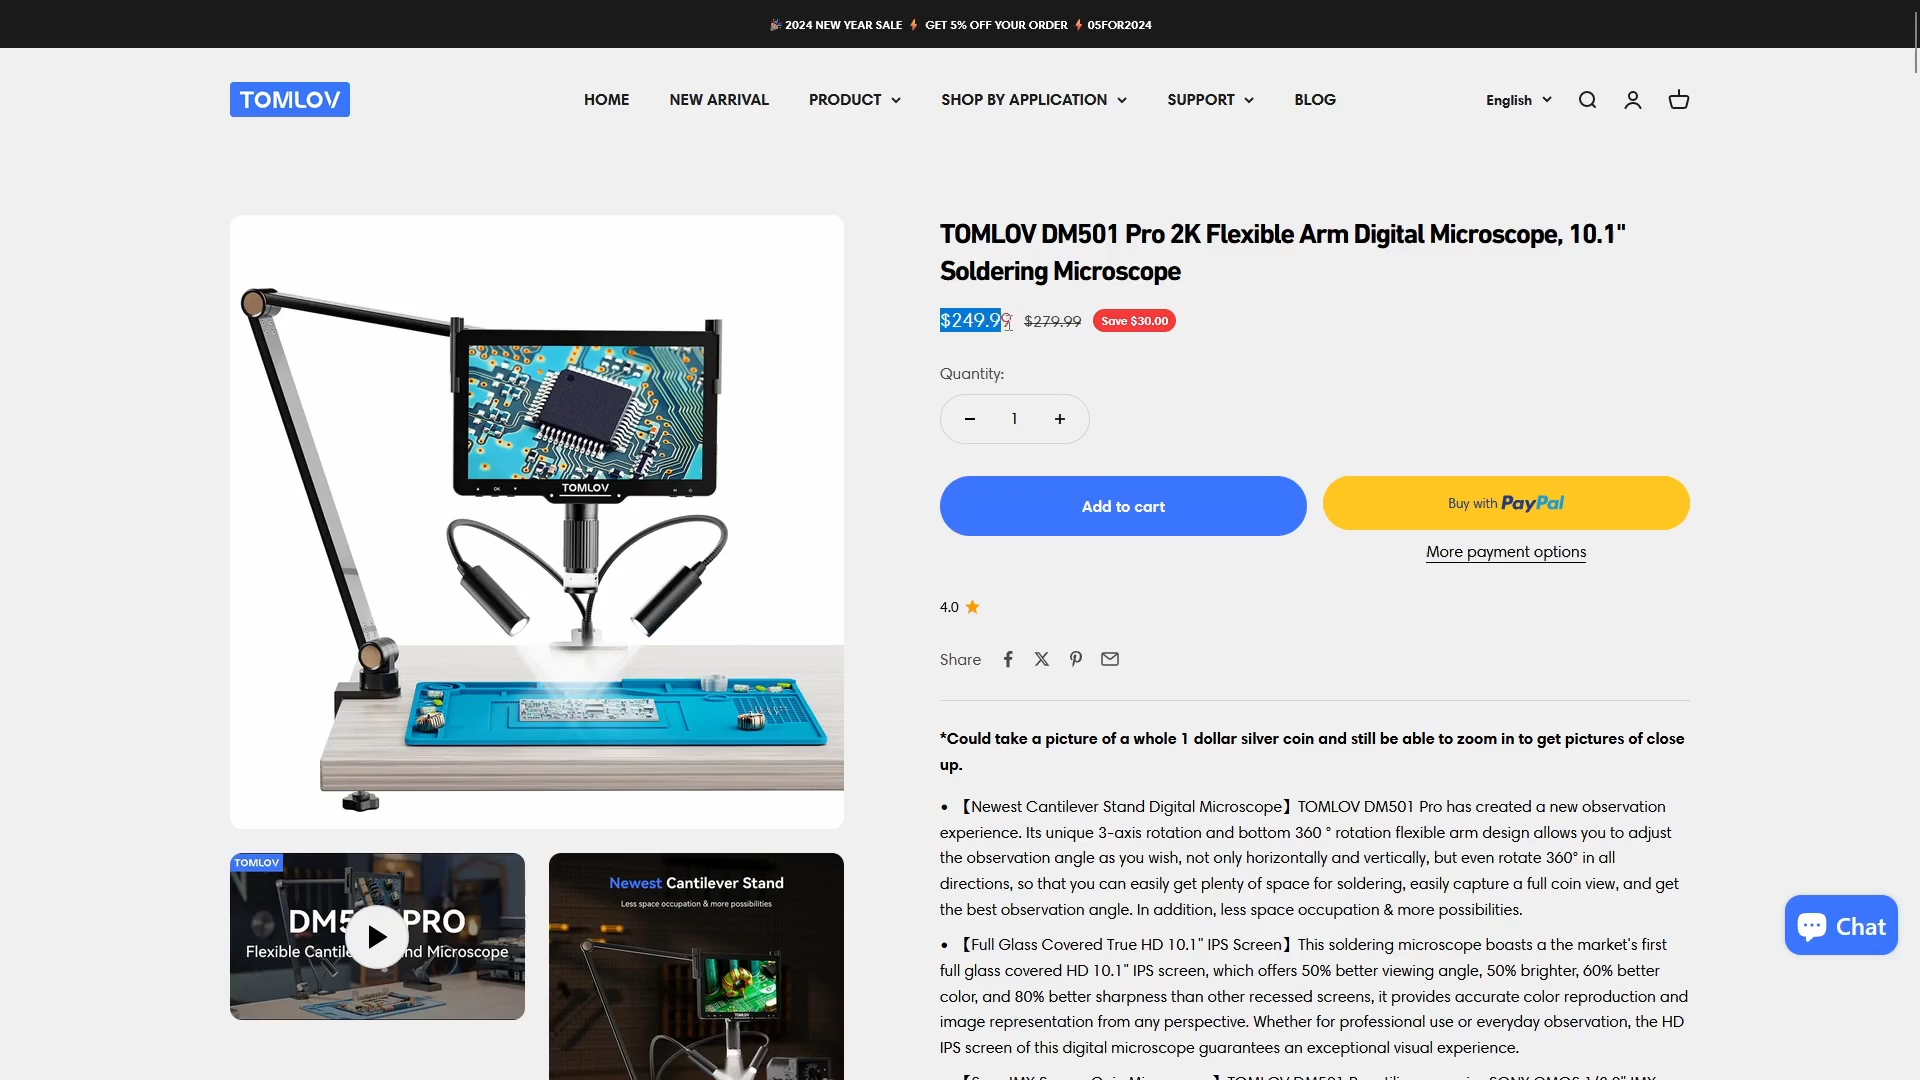 2024 NEW YEAR SALE ⚡ GET 5% OFF YOUR ORDER ⚡ 05FOR2024
TOMLOV
HOME
NEW ARRIVAL
PRODUCT
SHOP BY APPLICATION
SUPPORT
BLOG
English
TOMLOV DM501 Pro 2K Flexible Arm Digital Microscope, 10.1"
Soldering Microscope
$249.99 $279.99 Save $30.00
Quantity:
− 1 +
Add to cart
Buy with PayPal
More payment options
4.0
Share
*Could take a picture of a whole 1 dollar silver coin and still be able to zoom in to get pictures of close
up.
• 【Newest Cantilever Stand Digital Microscope】TOMLOV DM501 Pro has created a new observation
experience. Its unique 3-axis rotation and bottom 360 ° rotation flexible arm design allows you to adjust
the observation angle as you wish, not only horizontally and vertically, but even rotate 360° in all
directions, so that you can easily get plenty of space for soldering, easily capture a full coin view, and get
the best observation angle. In addition, less space occupation & more possibilities.
• 【Full Glass Covered True HD 10.1" IPS Screen】This soldering microscope boasts a the market's first
full glass covered HD 10.1" IPS screen, which offers 50% better viewing angle, 50% brighter, 60% better
color, and 80% better sharpness than other recessed screens, it provides accurate color reproduction and
image representation from any perspective. Whether for professional use or everyday observation, the HD
IPS screen of this digital microscope guarantees an exceptional visual experience.
TOMLOV
OK
TOMLOV
DM5 PRO
Flexible Cantile nd Microscope
Newest Cantilever Stand
Less space occupation & more possibilities
TOMLOV
Chat